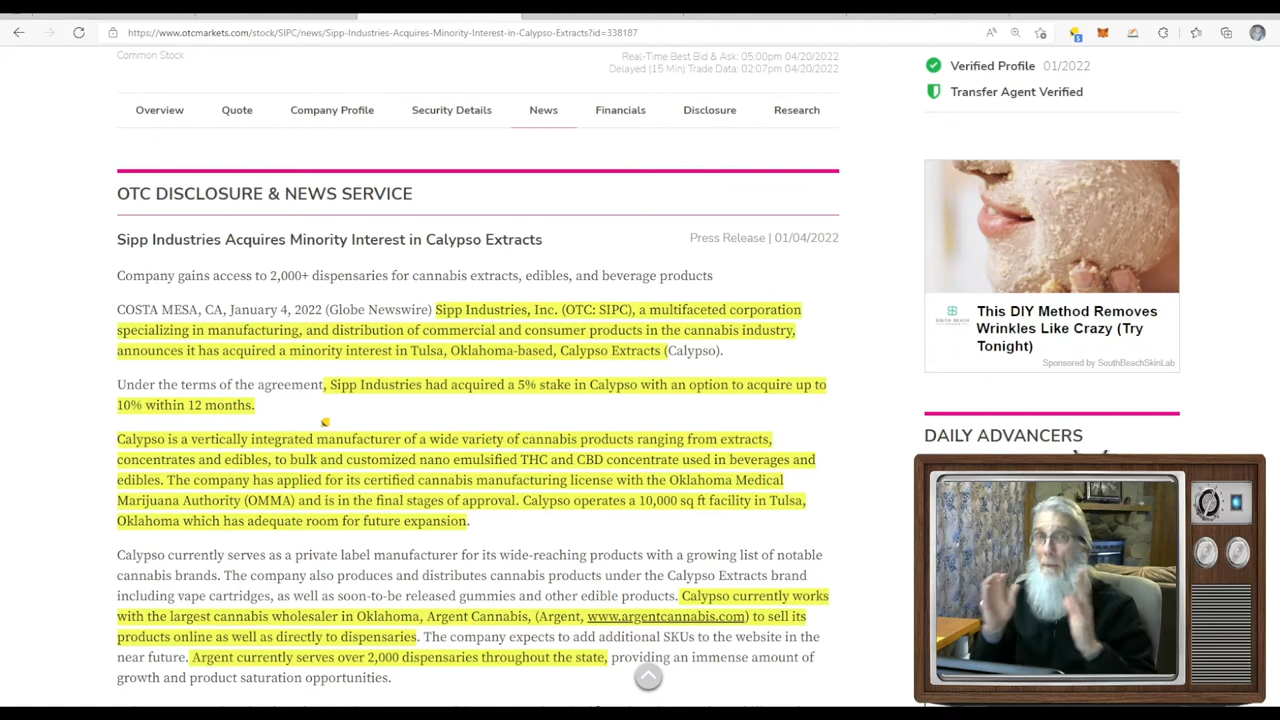 https://www.otcmarkets.com/stock/SIPC/news/Sipp-Industries-Acquires-Minority-Interest-in-Calypso-Extracts?id=338187
Common Stock
Real-Time Best Bid & Ask: 05:00pm 04/20/2022
Delayed (15 Min) Trade Data: 02:07pm 04/20/2022
Verified Profile 01/2022
Transfer Agent Verified
Overview Quote Company Profile Security Details News Financials Disclosure Research
OTC DISCLOSURE & NEWS SERVICE
Sipp Industries Acquires Minority Interest in Calypso Extracts
Press Release | 01/04/2022
Company gains access to 2,000+ dispensaries for cannabis extracts, edibles, and beverage products
COSTA MESA, CA, January 4, 2022 (Globe Newswire) Sipp Industries, Inc. (OTC: SIPC), a multifaceted corporation
specializing in manufacturing, and distribution of commercial and consumer products in the cannabis industry,
announces it has acquired a minority interest in Tulsa, Oklahoma-based, Calypso Extracts (Calypso).
Under the terms of the agreement, Sipp Industries had acquired a 5% stake in Calypso with an option to acquire up to
10% within 12 months.
Calypso is a vertically integrated manufacturer of a wide variety of cannabis products ranging from extracts,
concentrates and edibles, to bulk and customized nano emulsified THC and CBD concentrate used in beverages and
edibles. The company has applied for its certified cannabis manufacturing license with the Oklahoma Medical
Marijuana Authority (OMMA) and is in the final stages of approval. Calypso operates a 10,000 sq ft facility in Tulsa,
Oklahoma which has adequate room for future expansion.
Calypso currently serves as a private label manufacturer for its wide-reaching products with a growing list of notable
cannabis brands. The company also produces and distributes cannabis products under the Calypso Extracts brand
including vape cartridges, as well as soon-to-be released gummies and other edible products. Calypso currently works
with the largest cannabis wholesaler in Oklahoma, Argent Cannabis, (Argent, www.argentcannabis.com) to sell its
products online as well as directly to dispensaries. The company expects to add additional SKUs to the website in the
near future. Argent currently serves over 2,000 dispensaries throughout the state, providing an immense amount of
growth and product saturation opportunities.
SOUTH BEACH
This DIY Method Removes
Wrinkles Like Crazy (Try
Tonight)
Sponsored by SouthBeachSkinLab
DAILY ADVANCERS